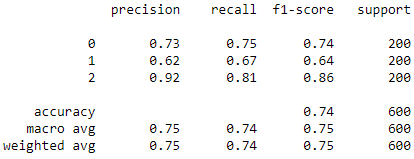 precision recall f1-score support
0 0.73 0.75 0.74 200
1 0.62 0.67 0.64 200
2 0.92 0.81 0.86 200
accuracy 0.74 600
macro avg 0.75 0.74 0.75 600
weighted avg 0.75 0.74 0.75 600